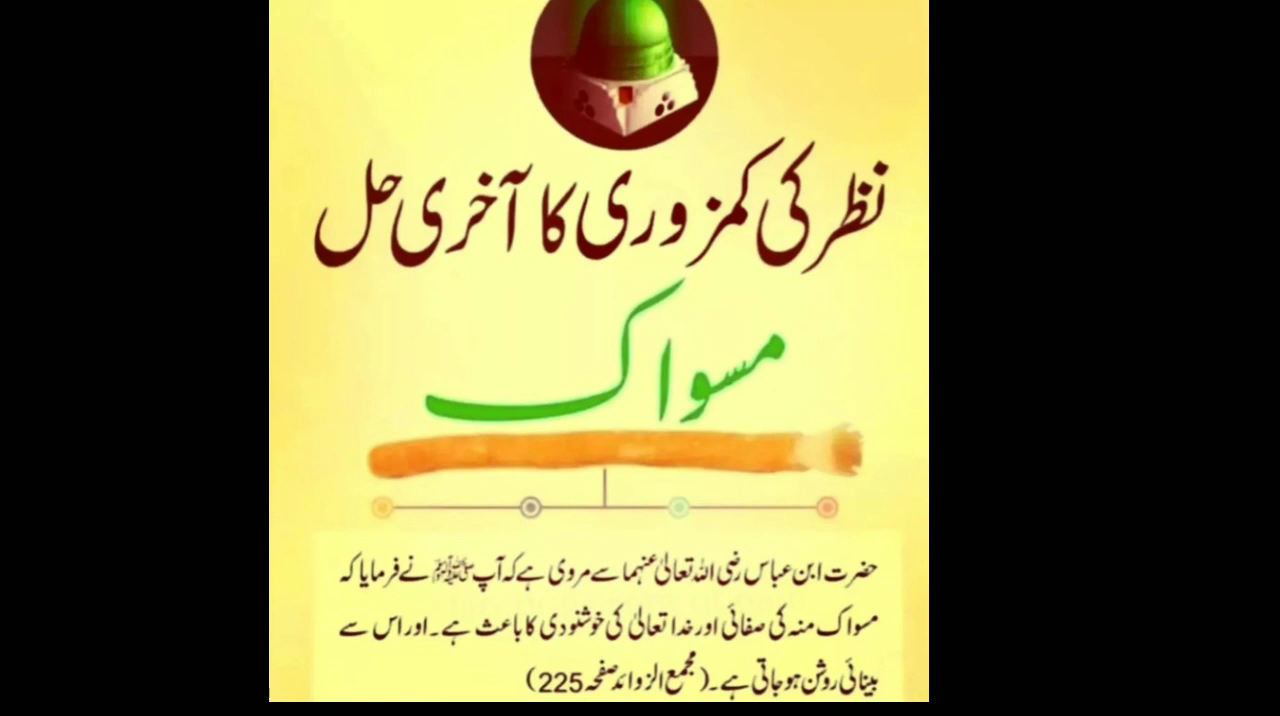 نظر کی کمزوری کا آخری حل
مسواک
حضرت ابن عباس رضی اللہ تعالیٰ عنہما سے مروی ہے کہ آپ ﷺ نے فرمایا کہ
مسواک منہ کی صفائی اور خدا تعالیٰ کی خوشنودی کا باعث ہے۔ اور اس سے
بینائی روشن ہو جاتی ہے۔ (مجمع الزوائد صفحہ 225)